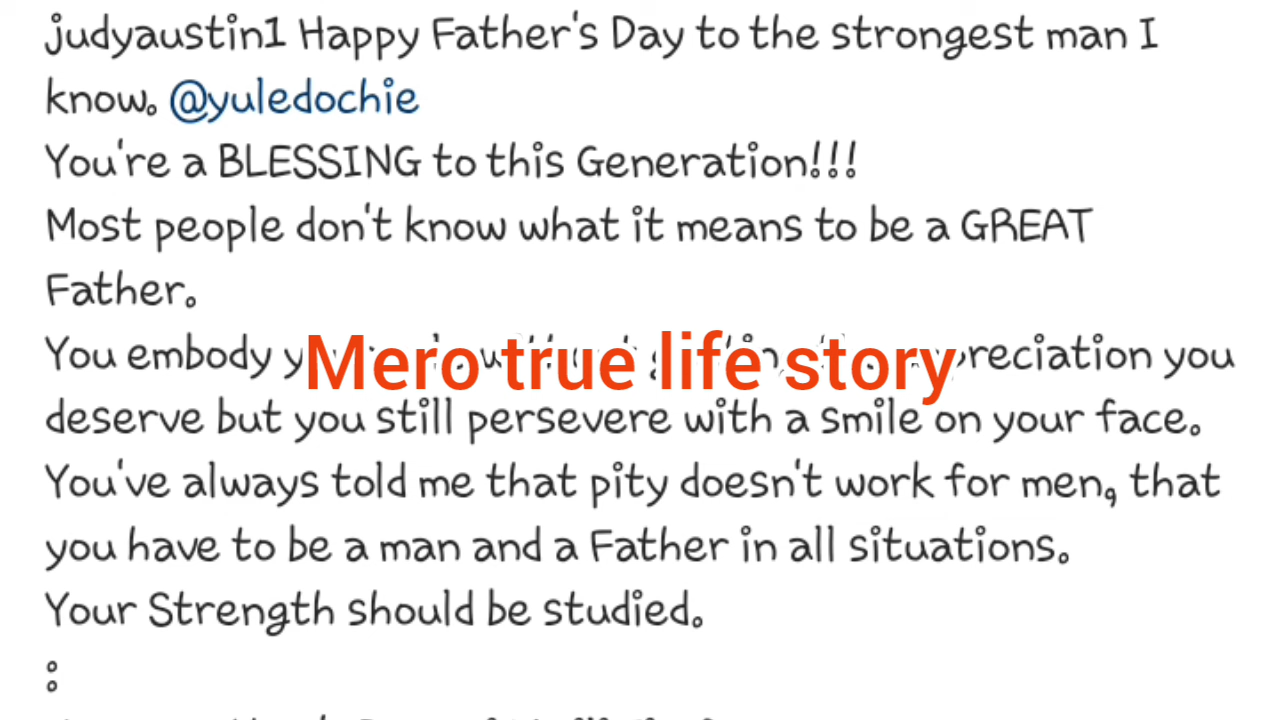 judyaustin1 Happy Father's Day to the strongest man I
know. @yuledochie
You're a BLESSING to this Generation!!!
Most people don't know what it means to be a GREAT
Father.
You embody you
Mero true life story
deserve but you still persevere with a smile on your face.
You've always told me that pity doesn't work for men, that
you have to be a man and a Father in all situations.
Your Strength should be studied.
: